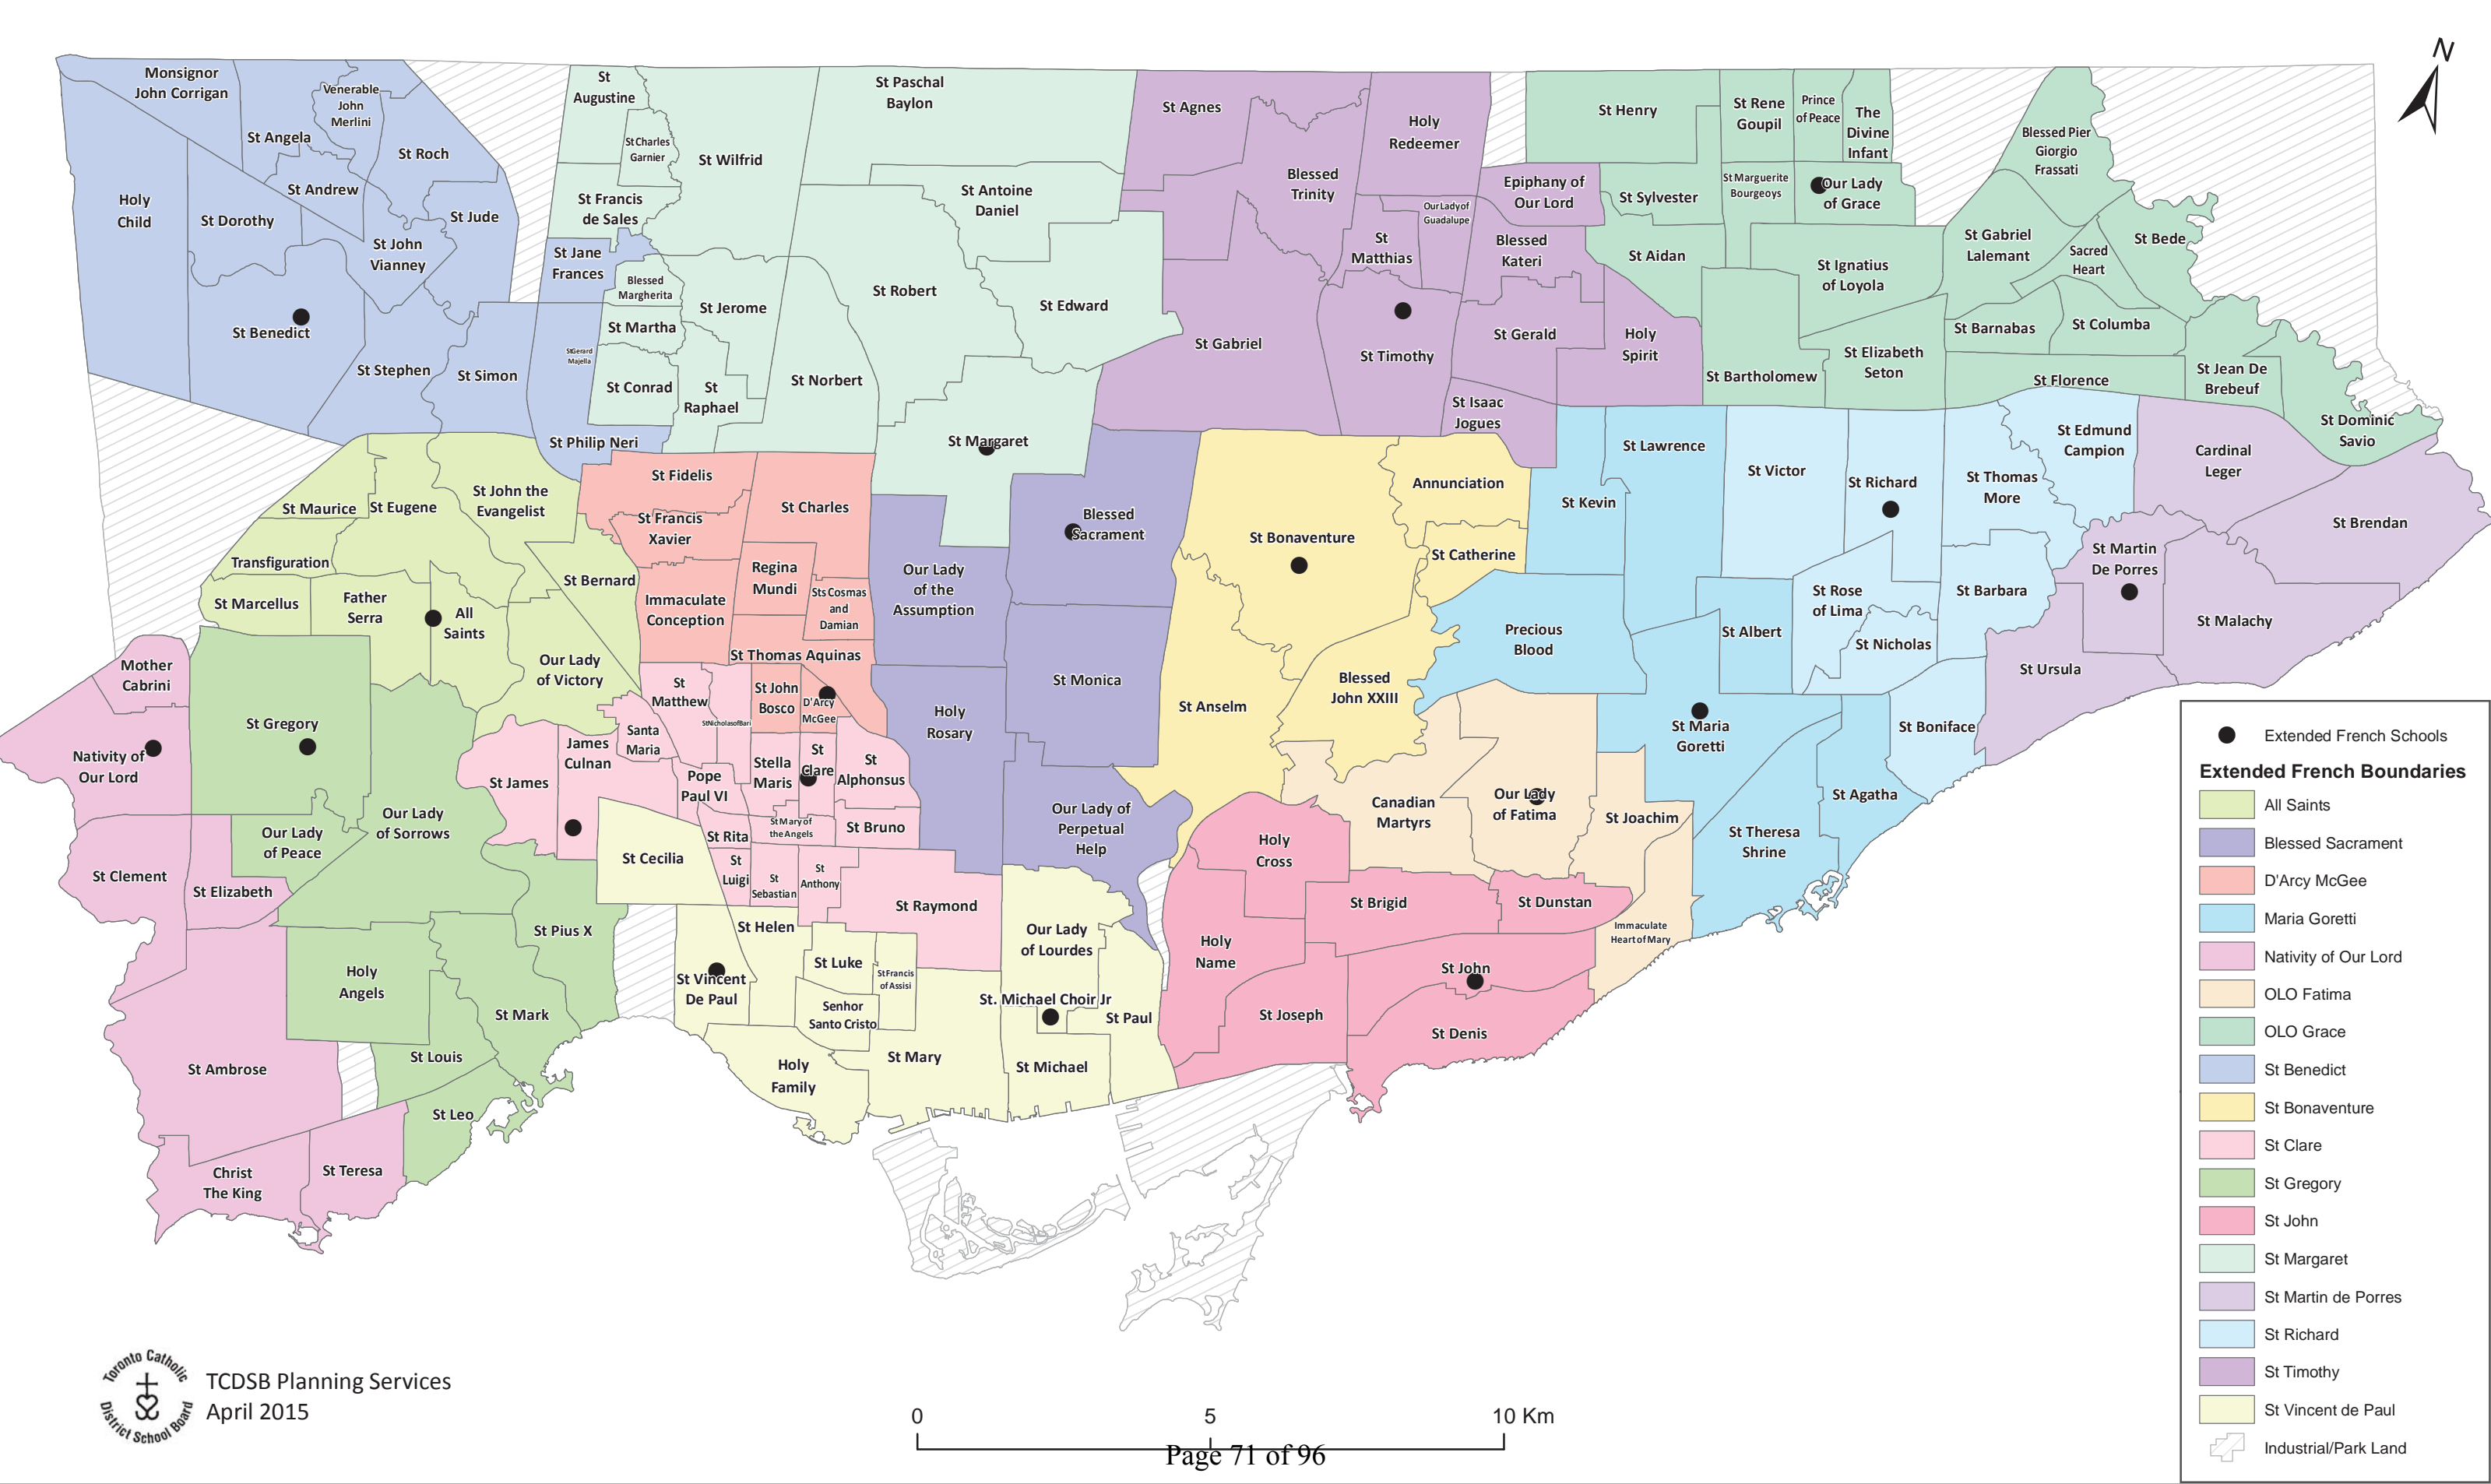 N
Monsignor
John Corrigan
Venerable
John
Merlini
St Angela
St Roch
St Andrew
Holy
Child
St Dorothy
St Jude
St John
Vianney
St Benedict
St Stephen
St Simon
St Jane
Frances
StGerard
Majella
St Philip Neri
St
Augustine
St Charles
Garnier
St Wilfrid
St Francis
de Sales
St Paschal
Baylon
St Antoine
Daniel
Blessed
Margherita
St Jerome
St Martha
St Conrad
St
Raphael
St Norbert
St Robert
St Edward
St Margaret
St Agnes
Blessed
Trinity
Holy
Redeemer
Epiphany of
Our Lord
Our Lady of
Guadalupe
St
Matthias
Blessed
Kateri
St Gabriel
St Timothy
St Gerald
Holy
Spirit
St Isaac
Jogues
St Henry
St Rene
Goupil
Prince
of Peace
The
Divine
Infant
St Sylvester
St Marguerite
Bourgeoys
Our Lady
of Grace
St Aidan
St Ignatius
of Loyola
Blessed Pier
Giorgio
Frassati
St Gabriel
Lalemant
Sacred
Heart
St Bede
St Barnabas
St Columba
St Bartholomew
St Elizabeth
Seton
St Florence
St Jean De
Brebeuf
St Dominic
Savio
St Maurice
St Eugene
St John the
Evangelist
Transfiguration
St Bernard
St Marcellus
Father
Serra
All
Saints
Our Lady
of Victory
St Fidelis
St Francis
Xavier
St Charles
Regina
Mundi
Immaculate
Conception
Sts Cosmas
and
Damian
St Thomas Aquinas
St John
Bosco
D'Arcy
McGee
Our Lady
of the
Assumption
Blessed
Sacrament
St Monica
Holy
Rosary
Our Lady of
Perpetual
Help
St Bonaventure
Annunciation
St Catherine
Blessed
John XXIII
St Anselm
St Kevin
St Lawrence
Precious
Blood
St Albert
St Maria
Goretti
St Theresa
Shrine
St Agatha
St Victor
St Richard
St Thomas
More
St Edmund
Campion
St Rose
of Lima
St Barbara
St Nicholas
St Boniface
Cardinal
Leger
St Brendan
St Martin
De Porres
St Malachy
St Ursula
Mother
Cabrini
Nativity of
Our Lord
St Clement
St Elizabeth
St Ambrose
Christ
The King
St Teresa
St Gregory
Our Lady
of Peace
Our Lady
of Sorrows
St Pius X
Holy
Angels
St Mark
St Louis
St Leo
St
Matthew
StNicholasofBari
Santa
Maria
James
Culnan
St James
Pope
Paul VI
Stella
Maris
St
Clare
St
Alphonsus
St Rita
St Mary of
the Angels
St Bruno
St
Luigi
St
Sebastian
St
Anthony
St Raymond
St Cecilia
St Helen
St Vincent
De Paul
St Luke
St Francis
of Assisi
Senhor
Santo Cristo
Holy
Family
St Mary
Our Lady
of Lourdes
St. Michael Choir Jr
St Paul
St Michael
Canadian
Martyrs
Our Lady
of Fatima
St Joachim
Immaculate
Heart of Mary
Holy
Cross
St Brigid
St Dunstan
Holy
Name
St John
St Joseph
St Denis
Extended French Schools
Extended French Boundaries
All Saints
Blessed Sacrament
D'Arcy McGee
Maria Goretti
Nativity of Our Lord
OLO Fatima
OLO Grace
St Benedict
St Bonaventure
St Clare
St Gregory
St John
St Margaret
St Martin de Porres
St Richard
St Timothy
St Vincent de Paul
Industrial/Park Land
Toronto Catholic
District School Board
TCDSB Planning Services
April 2015
0 5 10 Km
Page 71 of 96